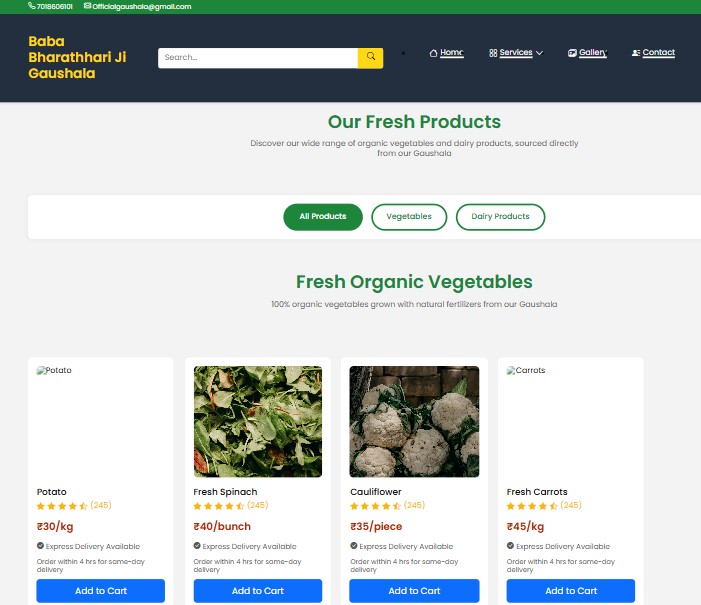 7018606101 Officialgaushala@gmail.com
Baba
Bharathhari Ji
Gaushala
Search...
Home Services Gallery Contact
Our Fresh Products
Discover our wide range of organic vegetables and dairy products, sourced directly
from our Gaushala
All Products Vegetables Dairy Products
Fresh Organic Vegetables
100% organic vegetables grown with natural fertilizers from our Gaushala
Potato
Carrots
Potato
(245)
₹30/kg
Express Delivery Available
Order within 4 hrs for same-day
delivery
Add to Cart
Fresh Spinach
(245)
₹40/bunch
Express Delivery Available
Order within 4 hrs for same-day
delivery
Add to Cart
Cauliflower
(245)
₹35/piece
Express Delivery Available
Order within 4 hrs for same-day
delivery
Add to Cart
Fresh Carrots
(245)
₹45/kg
Express Delivery Available
Order within 4 hrs for same-day
delivery
Add to Cart